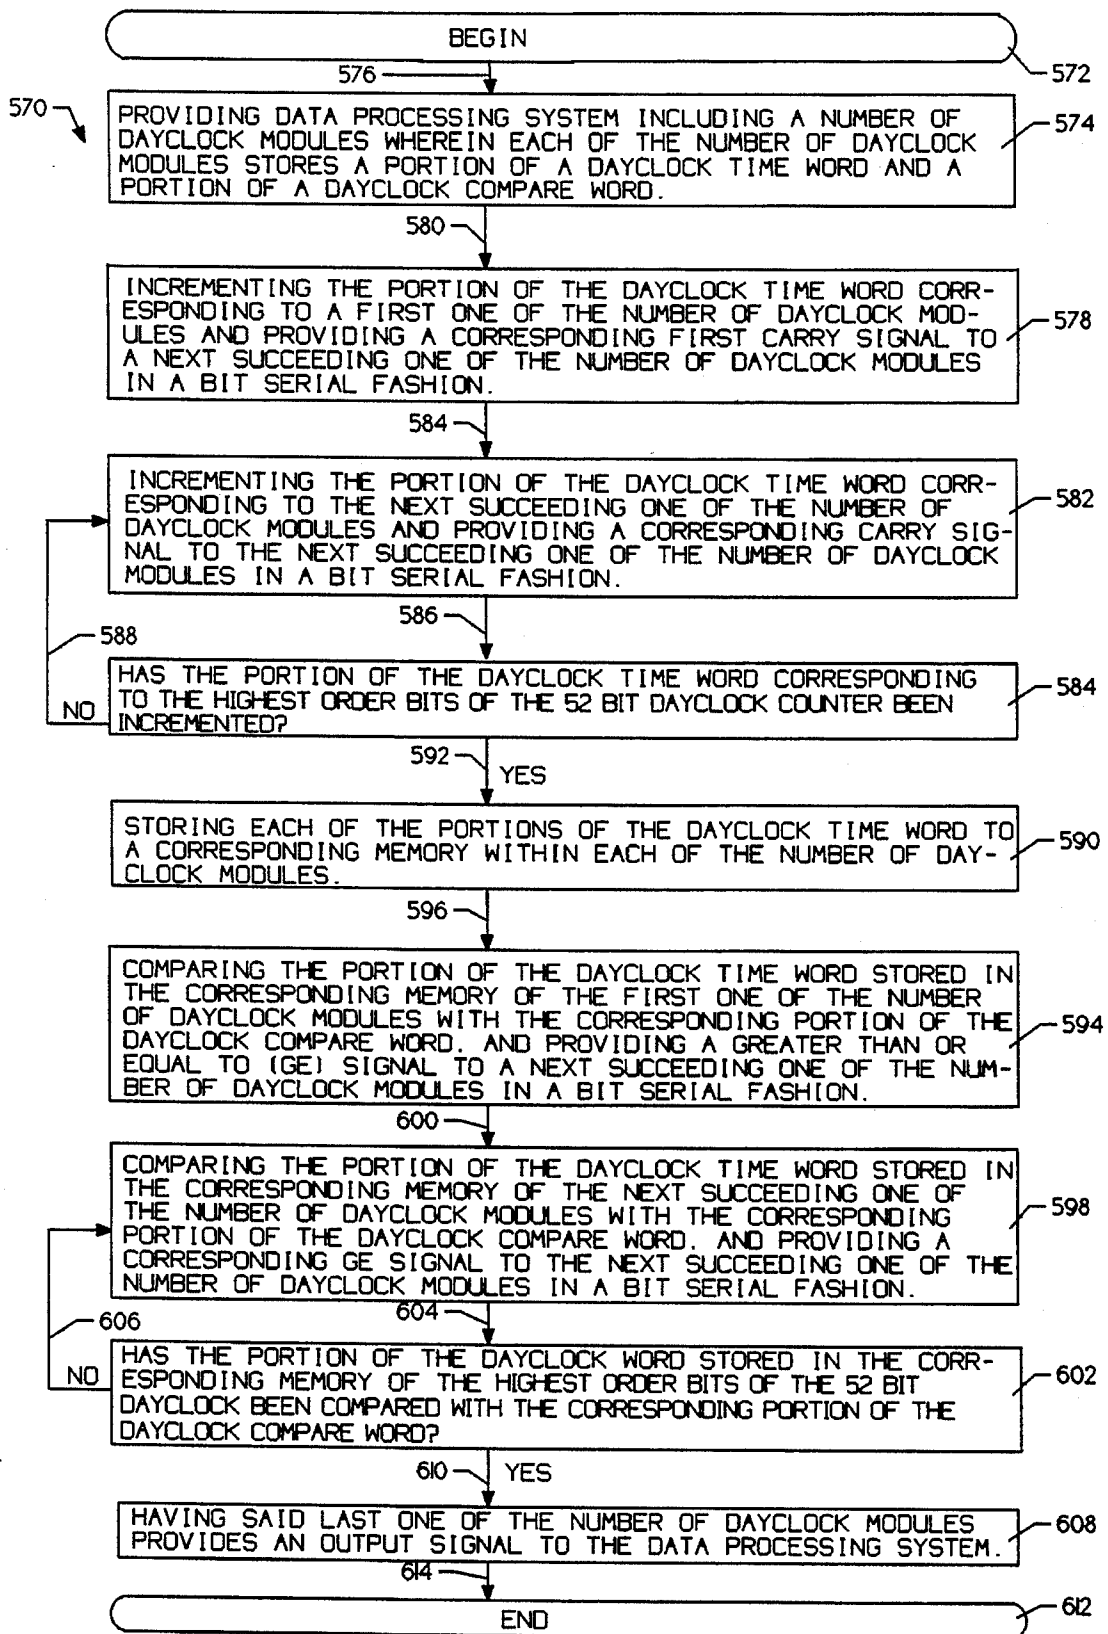 BEGIN
572
576
570
PROVIDING DATA PROCESSING SYSTEM INCLUDING A NUMBER OF
DAYCLOCK MODULES WHEREIN EACH OF THE NUMBER OF DAYCLOCK
MODULES STORES A PORTION OF A DAYCLOCK TIME WORD AND A
PORTION OF A DAYCLOCK COMPARE WORD.
574
580
INCREMENTING THE PORTION OF THE DAYCLOCK TIME WORD CORR-
ESPONDING TO A FIRST ONE OF THE NUMBER OF DAYCLOCK MOD-
ULES AND PROVIDING A CORRESPONDING FIRST CARRY SIGNAL TO
A NEXT SUCCEEDING ONE OF THE NUMBER OF DAYCLOCK MODULES
IN A BIT SERIAL FASHION.
578
584
INCREMENTING THE PORTION OF THE DAYCLOCK TIME WORD CORR-
ESPONDING TO THE NEXT SUCCEEDING ONE OF THE NUMBER OF
DAYCLOCK MODULES AND PROVIDING A CORRESPONDING CARRY SIG-
NAL TO THE NEXT SUCCEEDING ONE OF THE NUMBER OF DAYCLOCK
MODULES IN A BIT SERIAL FASHION.
582
586
588
HAS THE PORTION OF THE DAYCLOCK TIME WORD CORRESPONDING
TO THE HIGHEST ORDER BITS OF THE 52 BIT DAYCLOCK COUNTER BEEN
INCREMENTED?
584
NO
592
YES
STORING EACH OF THE PORTIONS OF THE DAYCLOCK TIME WORD TO
A CORRESPONDING MEMORY WITHIN EACH OF THE NUMBER OF DAY-
CLOCK MODULES.
590
596
COMPARING THE PORTION OF THE DAYCLOCK TIME WORD STORED IN
THE CORRESPONDING MEMORY OF THE FIRST ONE OF THE NUMBER
OF DAYCLOCK MODULES WITH THE CORRESPONDING PORTION OF THE
DAYCLOCK COMPARE WORD. AND PROVIDING A GREATER THAN OR
EQUAL TO (GE) SIGNAL TO A NEXT SUCCEEDING ONE OF THE NUM-
BER OF DAYCLOCK MODULES IN A BIT SERIAL FASHION.
594
600
COMPARING THE PORTION OF THE DAYCLOCK TIME WORD STORED IN
THE CORRESPONDING MEMORY OF THE NEXT SUCCEEDING ONE OF
THE NUMBER OF DAYCLOCK MODULES WITH THE CORRESPONDING
PORTION OF THE DAYCLOCK COMPARE WORD. AND PROVIDING A
CORRESPONDING GE SIGNAL TO THE NEXT SUCCEEDING ONE OF THE
NUMBER OF DAYCLOCK MODULES IN A BIT SERIAL FASHION.
598
604
606
HAS THE PORTION OF THE DAYCLOCK WORD STORED IN THE CORR-
ESPONDING MEMORY OF THE HIGHEST ORDER BITS OF THE 52 BIT
DAYCLOCK BEEN COMPARED WITH THE CORRESPONDING PORTION OF THE
DAYCLOCK COMPARE WORD?
602
NO
610
YES
HAVING SAID LAST ONE OF THE NUMBER OF DAYCLOCK MODULES
PROVIDES AN OUTPUT SIGNAL TO THE DATA PROCESSING SYSTEM.
608
614
END
612